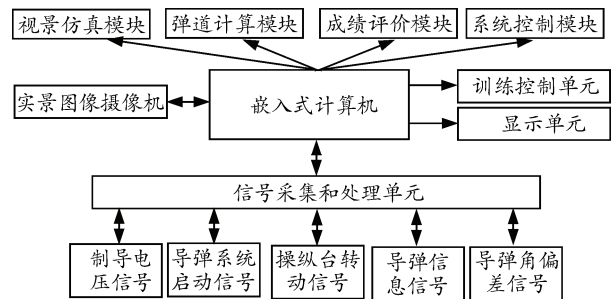 视景仿真模块
弹道计算模块
成绩评价模块
系统控制模块
实景图像摄像机
嵌入式计算机
训练控制单元
显示单元
信号采集和处理单元
制导电
压信号
导弹系统
启动信号
操纵台转
动信号
导弹信
息信号
导弹角偏
差信号